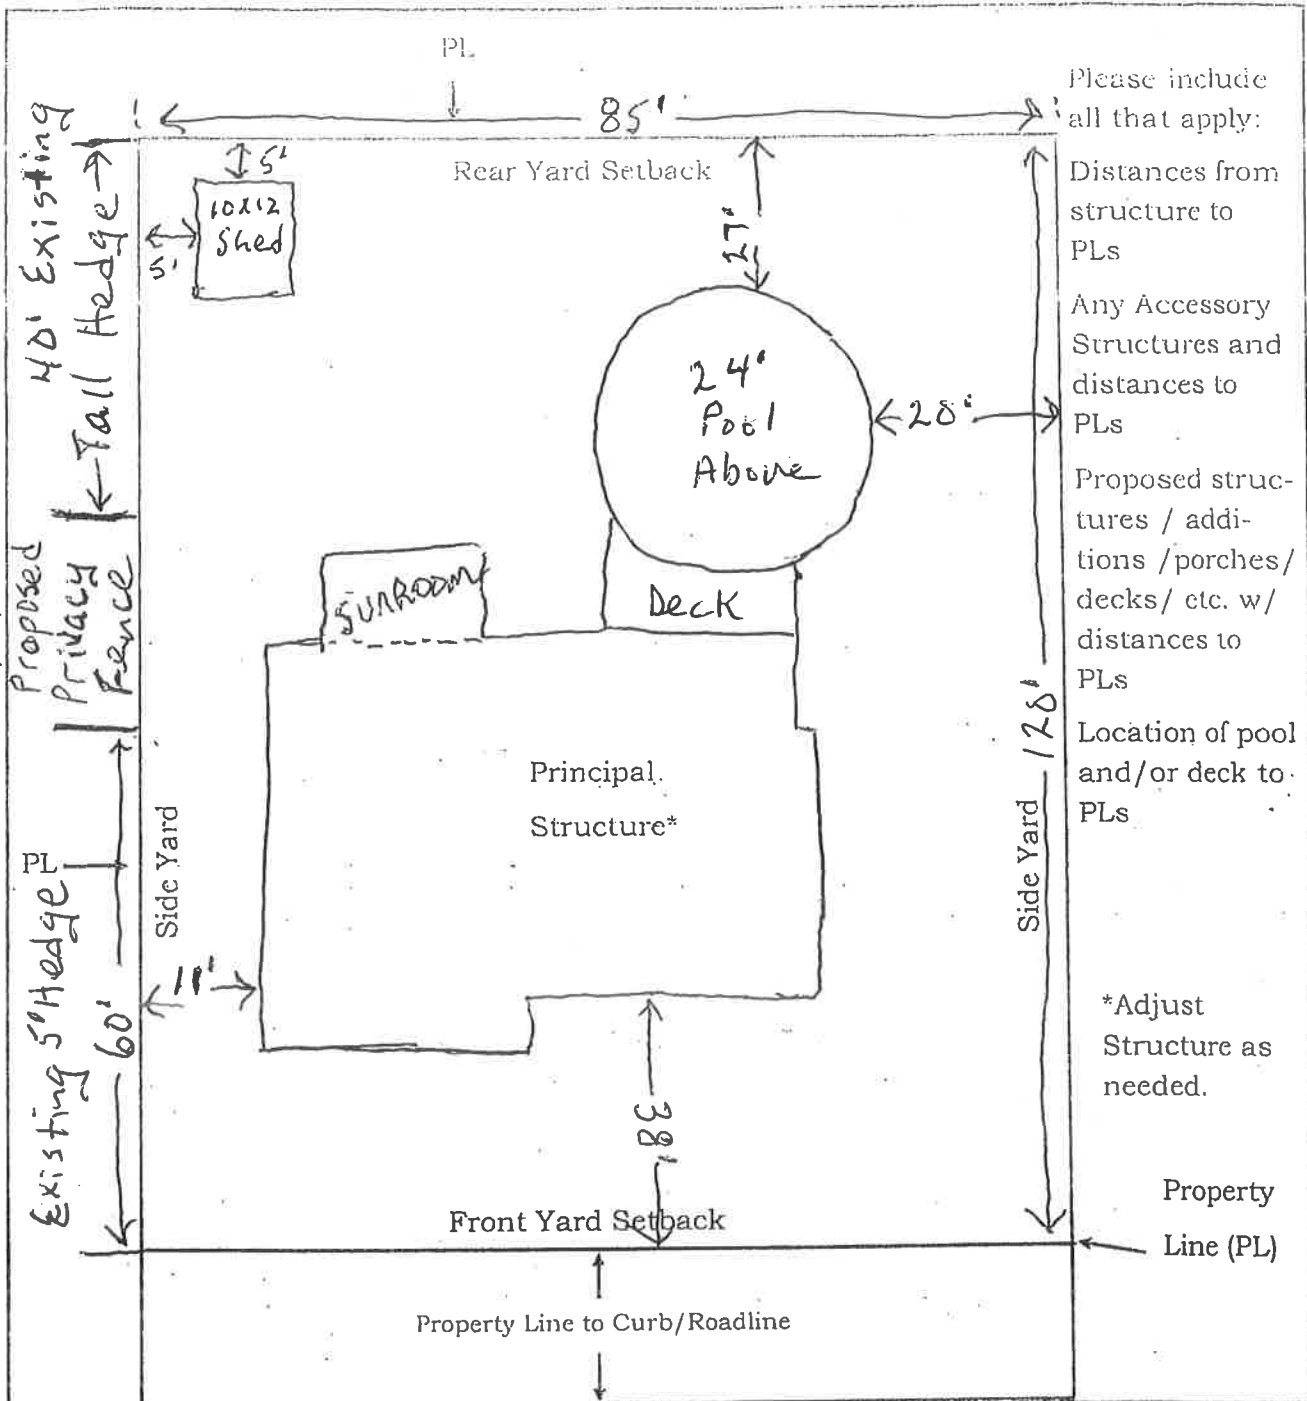 PL
85'
Please include
all that apply:
Distances from
structure to
PLs
Any Accessory
Structures and
distances to
PLs
Proposed struc-
tures / addi-
tions /porches/
decks/ etc. w/
distances to
PLs
Location of pool
and/or deck to
PLs
*Adjust
Structure as
needed.
Property
Line (PL)
Rear Yard Setback
5'
10x12
Shed
5'
27'
24'
Pool
Above
20'
40' Existing
Tall Hedge
Proposed
Privacy
Fence
SUNROOM
Deck
Principal.
Structure*
Side Yard
Side Yard
128'
PL
Existing 5' Hedge
60'
11'
38'
Front Yard Setback
Property Line to Curb/Roadline